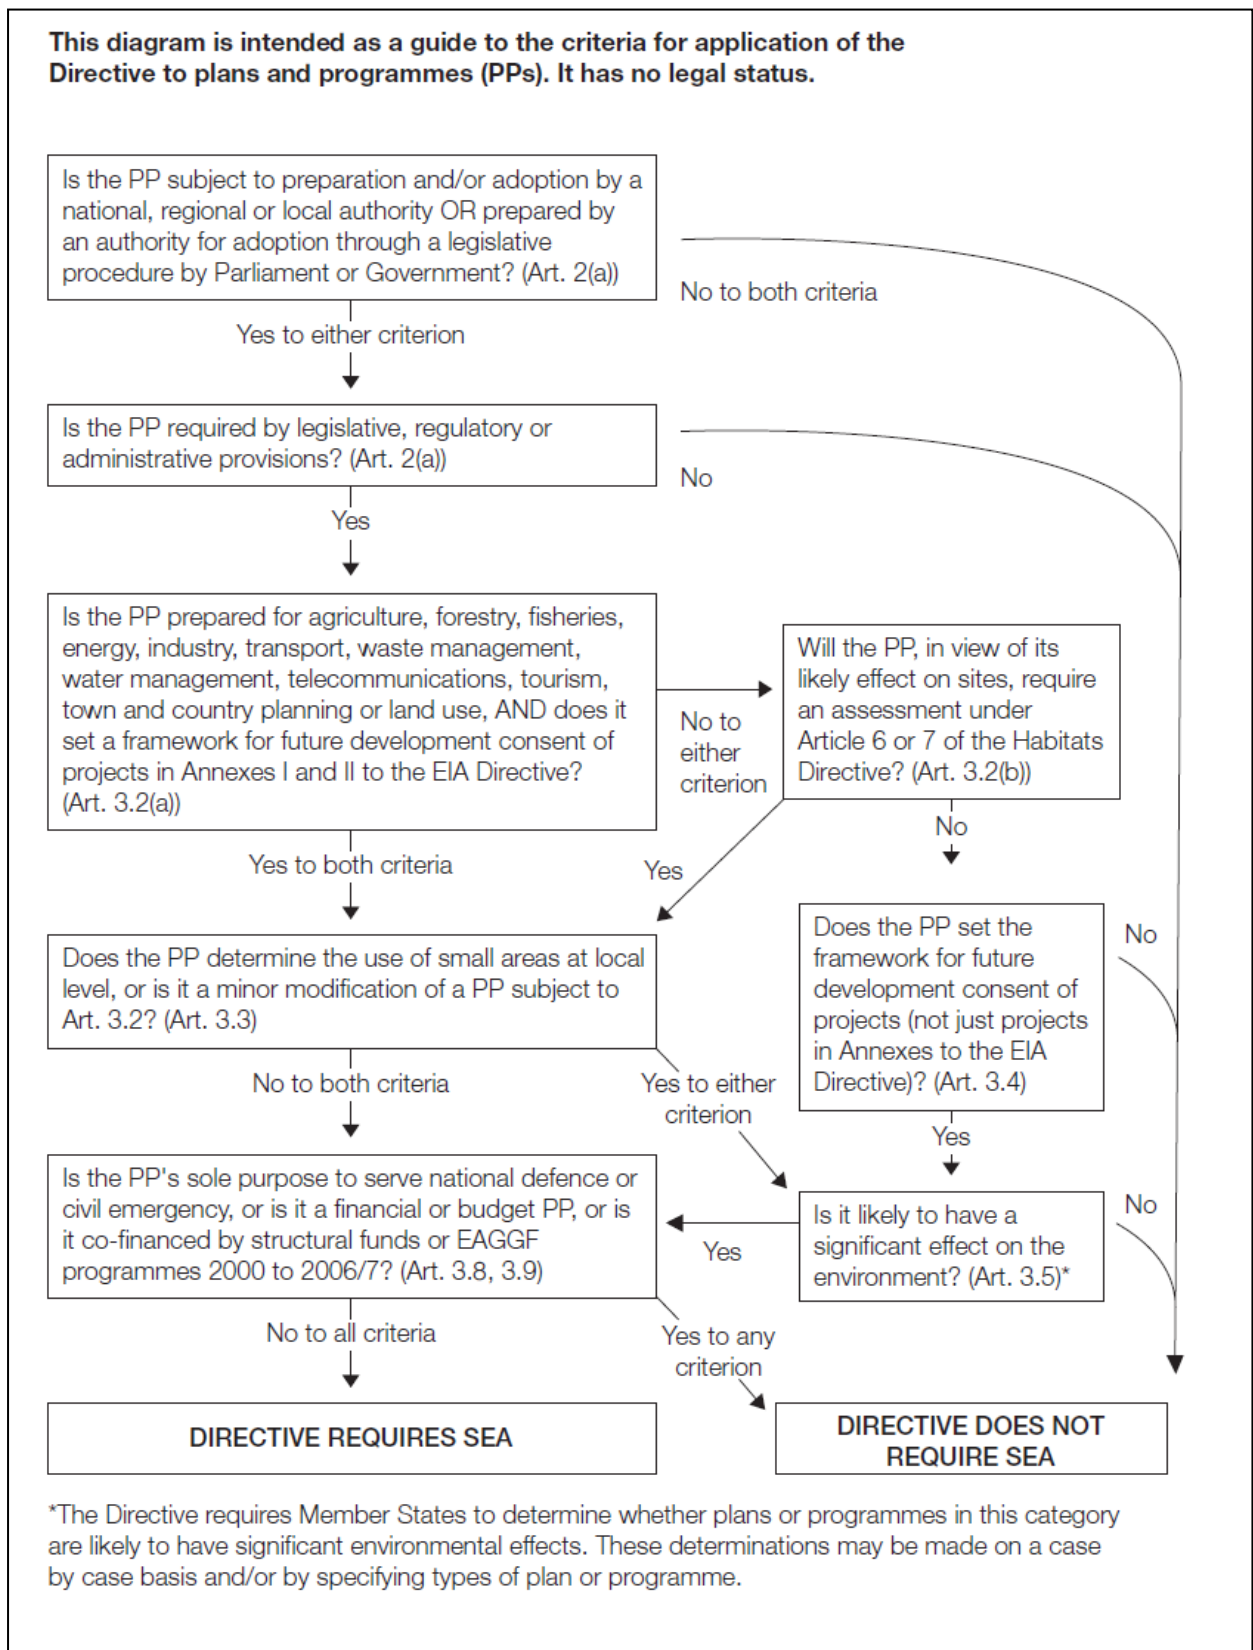 This diagram is intended as a guide to the criteria for application of the
Directive to plans and programmes (PPs). It has no legal status.
Is the PP subject to preparation and/or adoption by a
national, regional or local authority OR prepared by
an authority for adoption through a legislative
procedure by Parliament or Government? (Art. 2(a))
No to both criteria
Yes to either criterion
Is the PP required by legislative, regulatory or
administrative provisions? (Art. 2(a))
No
Yes
Is the PP prepared for agriculture, forestry, fisheries,
energy, industry, transport, waste management,
water management, telecommunications, tourism,
town and country planning or land use, AND does it
set a framework for future development consent of
projects in Annexes I and II to the EIA Directive?
(Art. 3.2(a))
No to
either
criterion
Will the PP, in view of its
likely effect on sites, require
an assessment under
Article 6 or 7 of the Habitats
Directive? (Art. 3.2(b))
Yes to both criteria
Yes
No
Does the PP determine the use of small areas at local
level, or is it a minor modification of a PP subject to
Art. 3.2? (Art. 3.3)
Does the PP set the
framework for future
development consent of
projects (not just projects
in Annexes to the EIA
Directive)? (Art. 3.4)
No
No to both criteria
Yes to either
criterion
Yes
Is the PP's sole purpose to serve national defence or
civil emergency, or is it a financial or budget PP, or is
it co-financed by structural funds or EAGGF
programmes 2000 to 2006/7? (Art. 3.8, 3.9)
Yes
Is it likely to have a
significant effect on the
environment? (Art. 3.5)*
No
No to all criteria
Yes to any
criterion
DIRECTIVE REQUIRES SEA
DIRECTIVE DOES NOT
REQUIRE SEA
*The Directive requires Member States to determine whether plans or programmes in this category
are likely to have significant environmental effects. These determinations may be made on a case
by case basis and/or by specifying types of plan or programme.